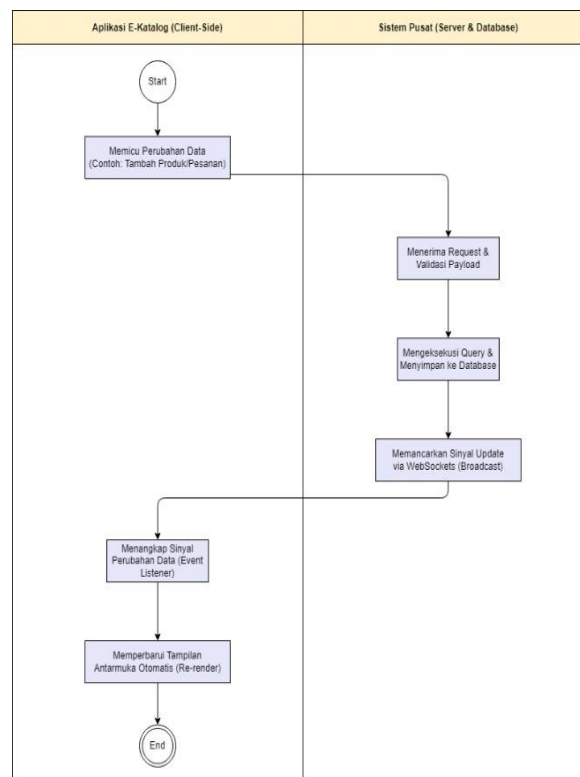 Aplikasi E-Katalog (Client-Side)
Sistem Pusat (Server & Database)
Start
Memicu Perubahan Data
(Contoh: Tambah Produk/Pesanan)
Menerima Request &
Validasi Payload
Mengeksekusi Query &
Menyimpan ke Database
Memancarkan Sinyal Update
via WebSockets (Broadcast)
Menangkap Sinyal
Perubahan Data (Event
Listener)
Memperbarui Tampilan
Antarmuka Otomatis (Re-render)
End